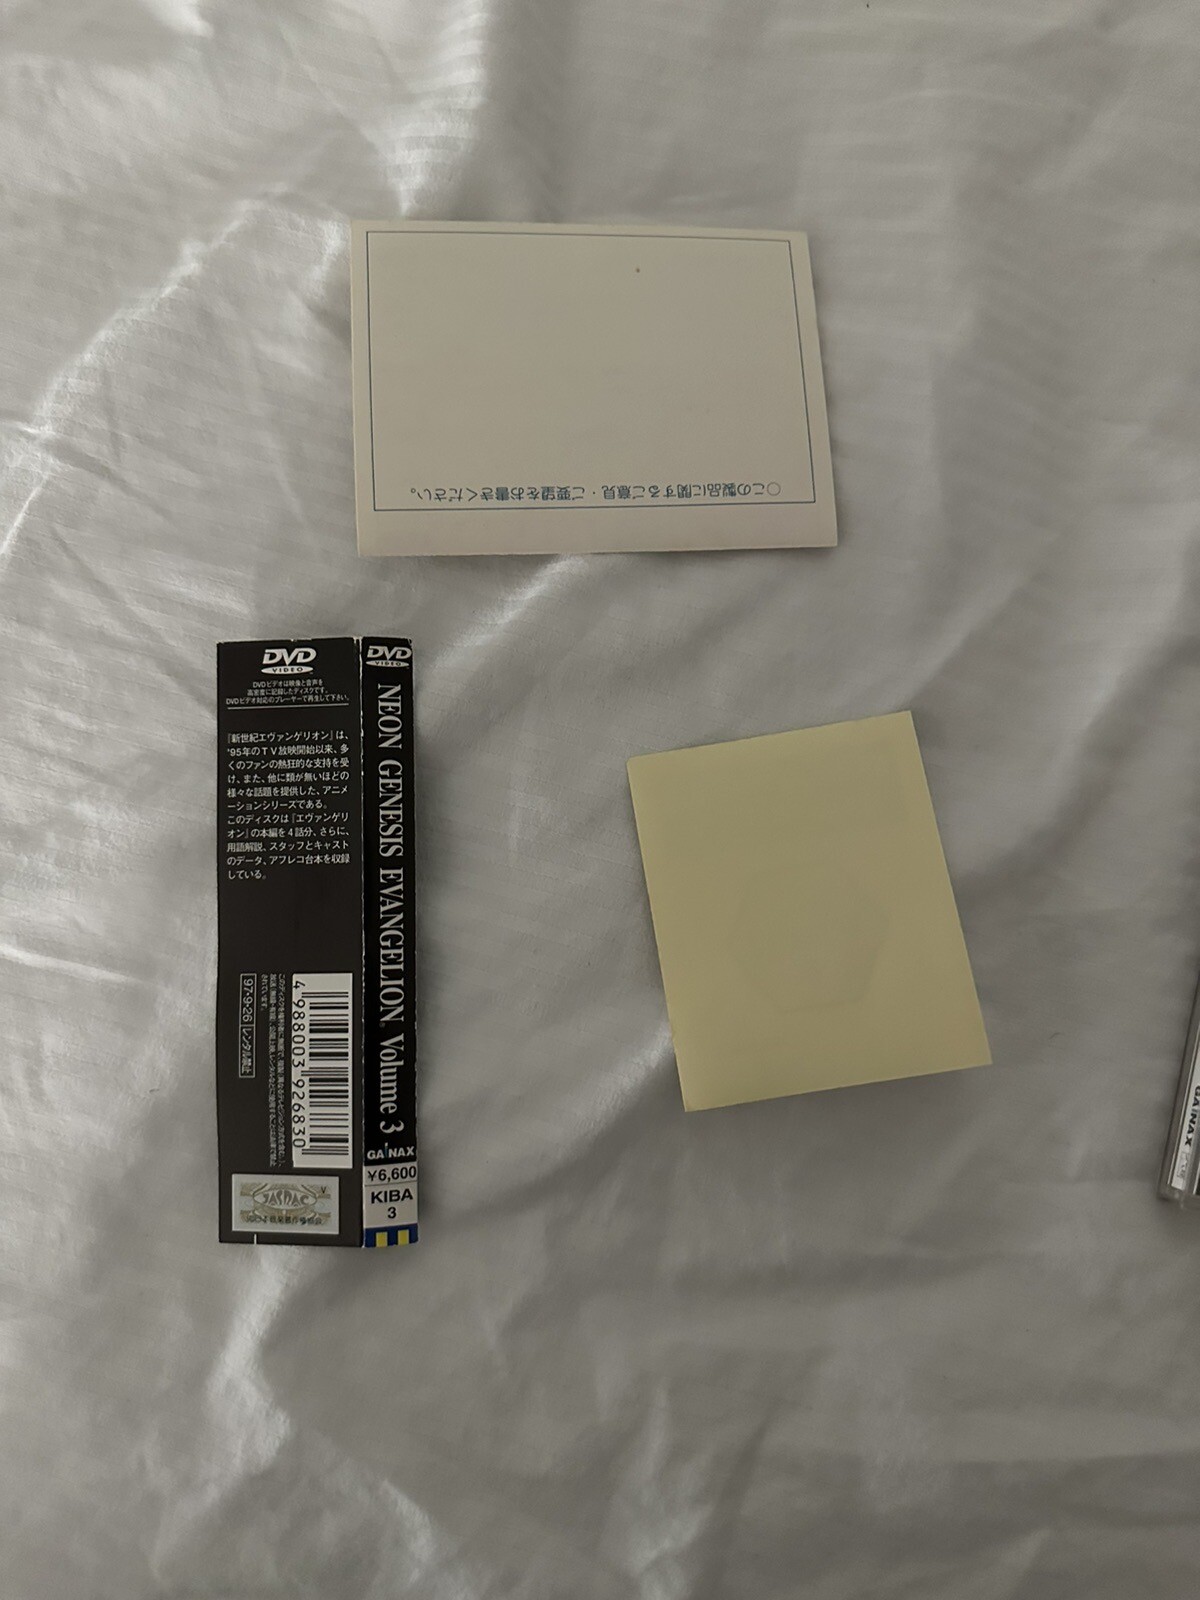 ○この製品に関するご意見・ご要望をお書きください。
DVD
VIDEO
DVDビデオは映像と音声を
高密度に記録したディスクです。
DVDビデオ対応のプレーヤーで再生して下さい。
『新世紀エヴァンゲリオン』は、
'95年のTV放映開始以来、多
くのファンの熱狂的な支持を受
け、また、他に類が無いほどの
様々な話題を提供した、アニメ
ーションシリーズである。
このディスクは『エヴァンゲリ
オン』の本編を4話分、さらに、
用語解説、スタッフとキャスト
のデータ、アフレコ台本を収録
している。
4 988003 926830
されています。
97・9・26 レンタル禁止
JASRAC
DVD
VIDEO
NEON GENESIS EVANGELION® Volume 3
GAINAX
¥6,600
KIBA
3
GAINAX